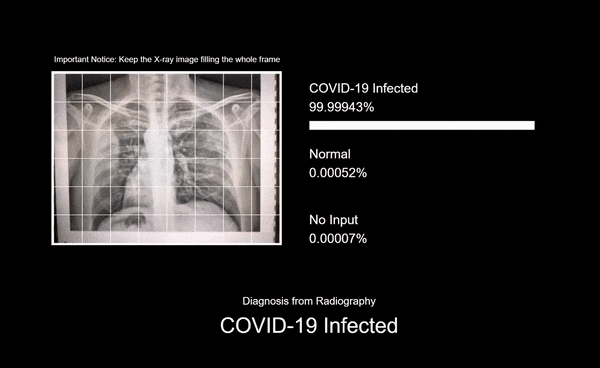 Important Notice: Keep the X-ray image filling the whole frame
COVID-19 Infected
99.99943%
Normal
0.00052%
No Input
0.00007%
Diagnosis from Radiography
COVID-19 Infected